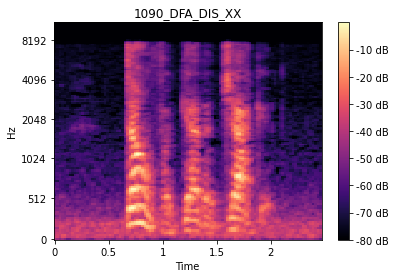 1090_DFA_DIS_XX
8192
4096
2048
1024
512
0
Hz
0 0.5 1 1.5 2
Time
-10 dB
-20 dB
-30 dB
-40 dB
-50 dB
-60 dB
-70 dB
-80 dB